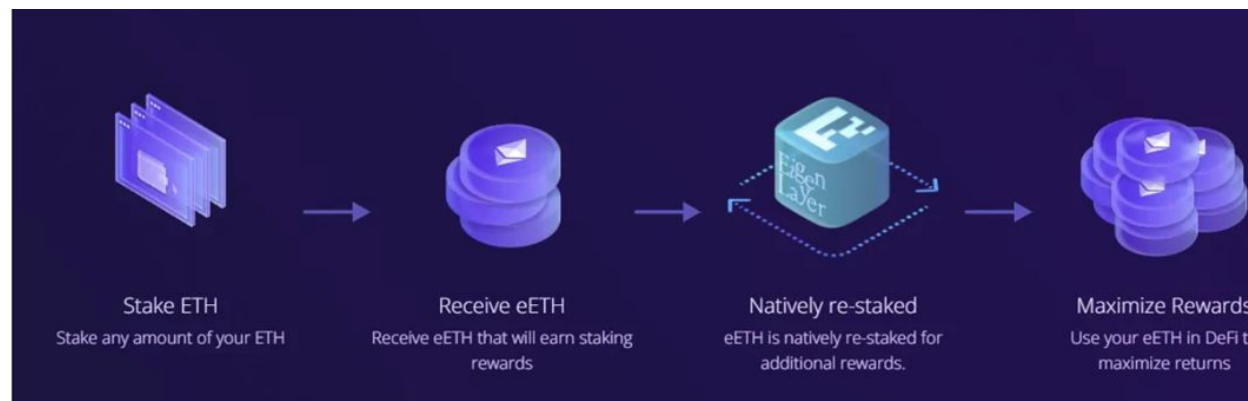 Eigen
Layer
Stake ETH
Stake any amount of your ETH
Receive eETH
Receive eETH that will earn staking
rewards
Natively re-staked
eETH is natively re-staked for
additional rewards.
Maximize Rewards
Use your eETH in DeFi t
maximize returns